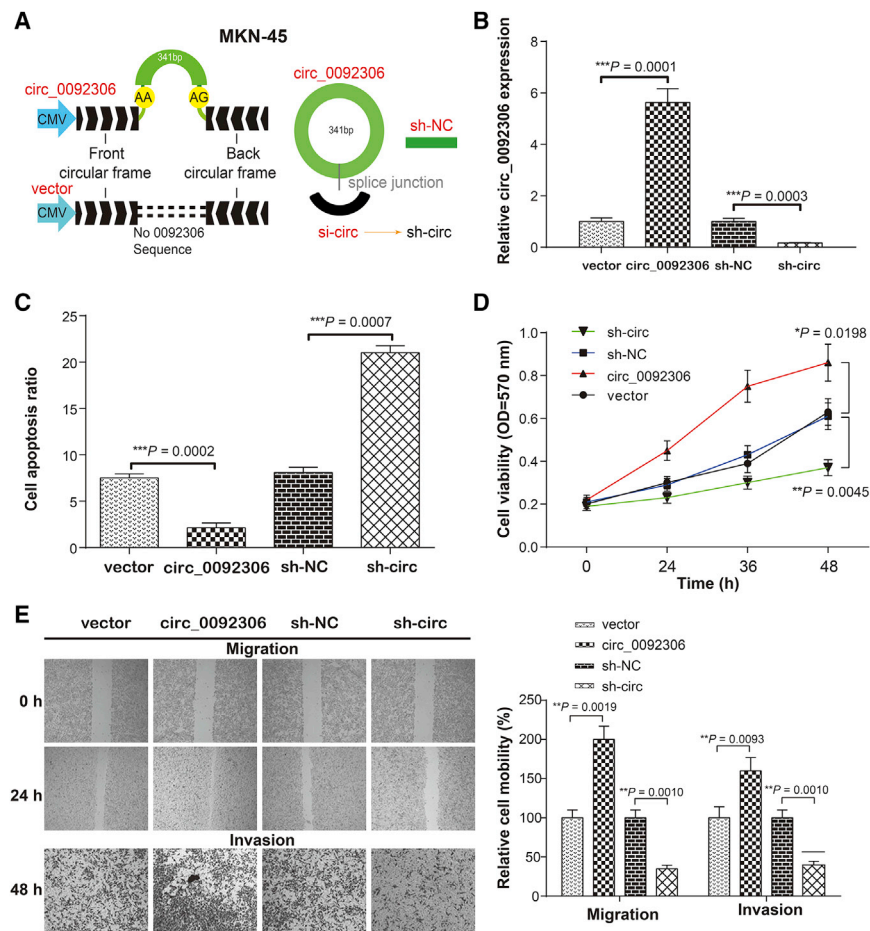 A
MKN-45
341bp
circ_0092306
AA
AG
CMV
Front
circular frame
Back
circular frame
vector
CMV
No 0092306
Sequence
circ_0092306
341bp
sh-NC
splice junction
si-circ
sh-circ
B
Relative circ_0092306 expression
8
6
4
2
0
***P = 0.0001
***P = 0.0003
vector circ_0092306 sh-NC sh-circ
C
Cell apoptosis ratio
25
20
15
10
5
0
***P = 0.0002
***P = 0.0007
vector circ_0092306 sh-NC sh-circ
D
Cell viability (OD=570 nm)
1.0
0.8
0.6
0.4
0.2
0.0
sh-circ
sh-NC
circ_0092306
vector
*P = 0.0198
**P = 0.0045
0 24 36 48
Time (h)
E
vector circ_0092306 sh-NC sh-circ
Migration
0 h
24 h
Invasion
48 h
vector
circ_0092306
sh-NC
sh-circ
Relative cell mobility (%)
250
200
150
100
50
0
**P = 0.0019
**P = 0.0010
**P = 0.0093
**P = 0.0010
Migration Invasion